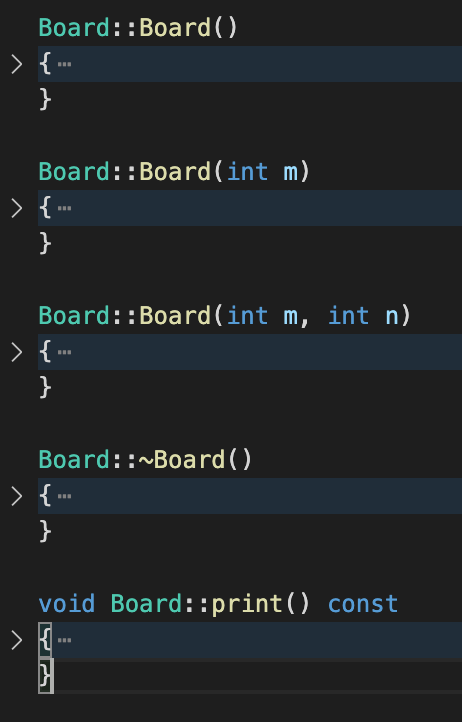 Board::Board()
{ ⋯
}
Board::Board(int m)
{ ⋯
}
Board::Board(int m, int n)
{ ⋯
}
Board::~Board()
{ ⋯
}
void Board::print() const
{ ⋯
}